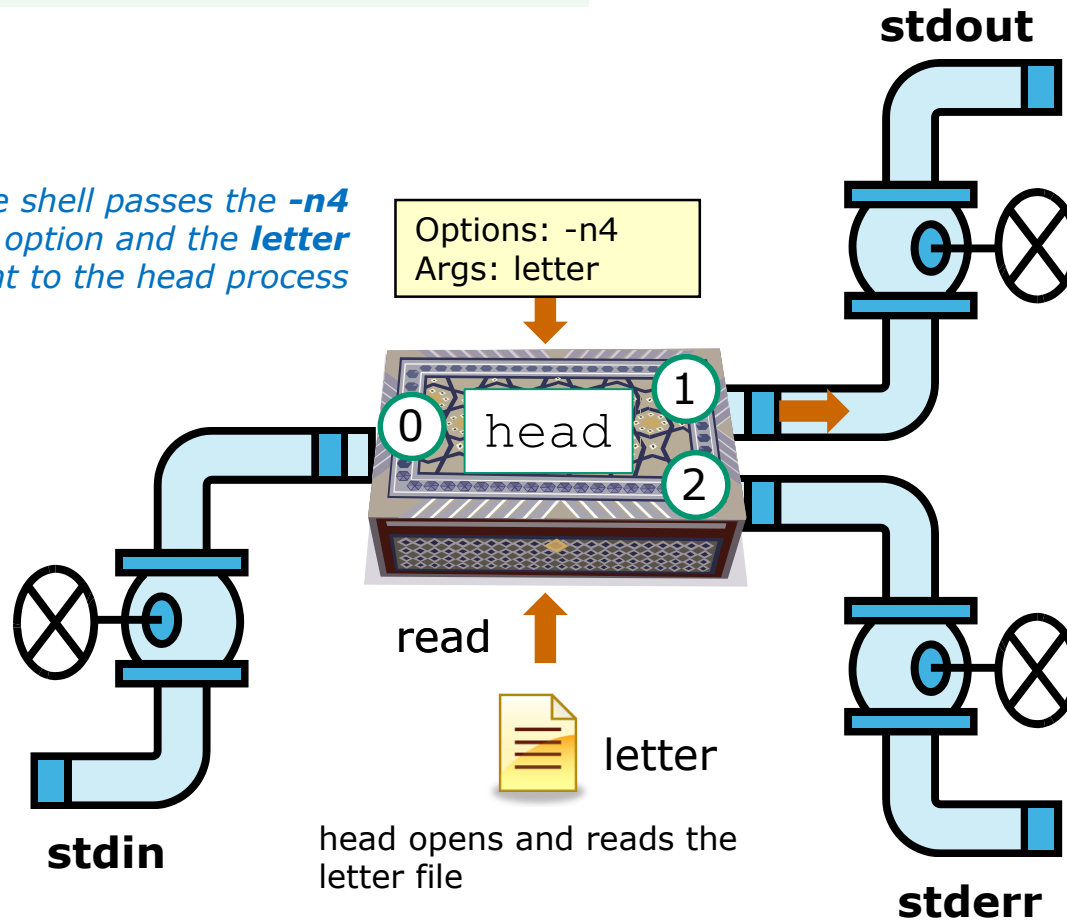 stdout
e shell passes the -n4
option and the letter
nt to the head process
Options: -n4
Args: letter
1
0
head
2
read
letter
stdin
head opens and reads the
letter file
stderr